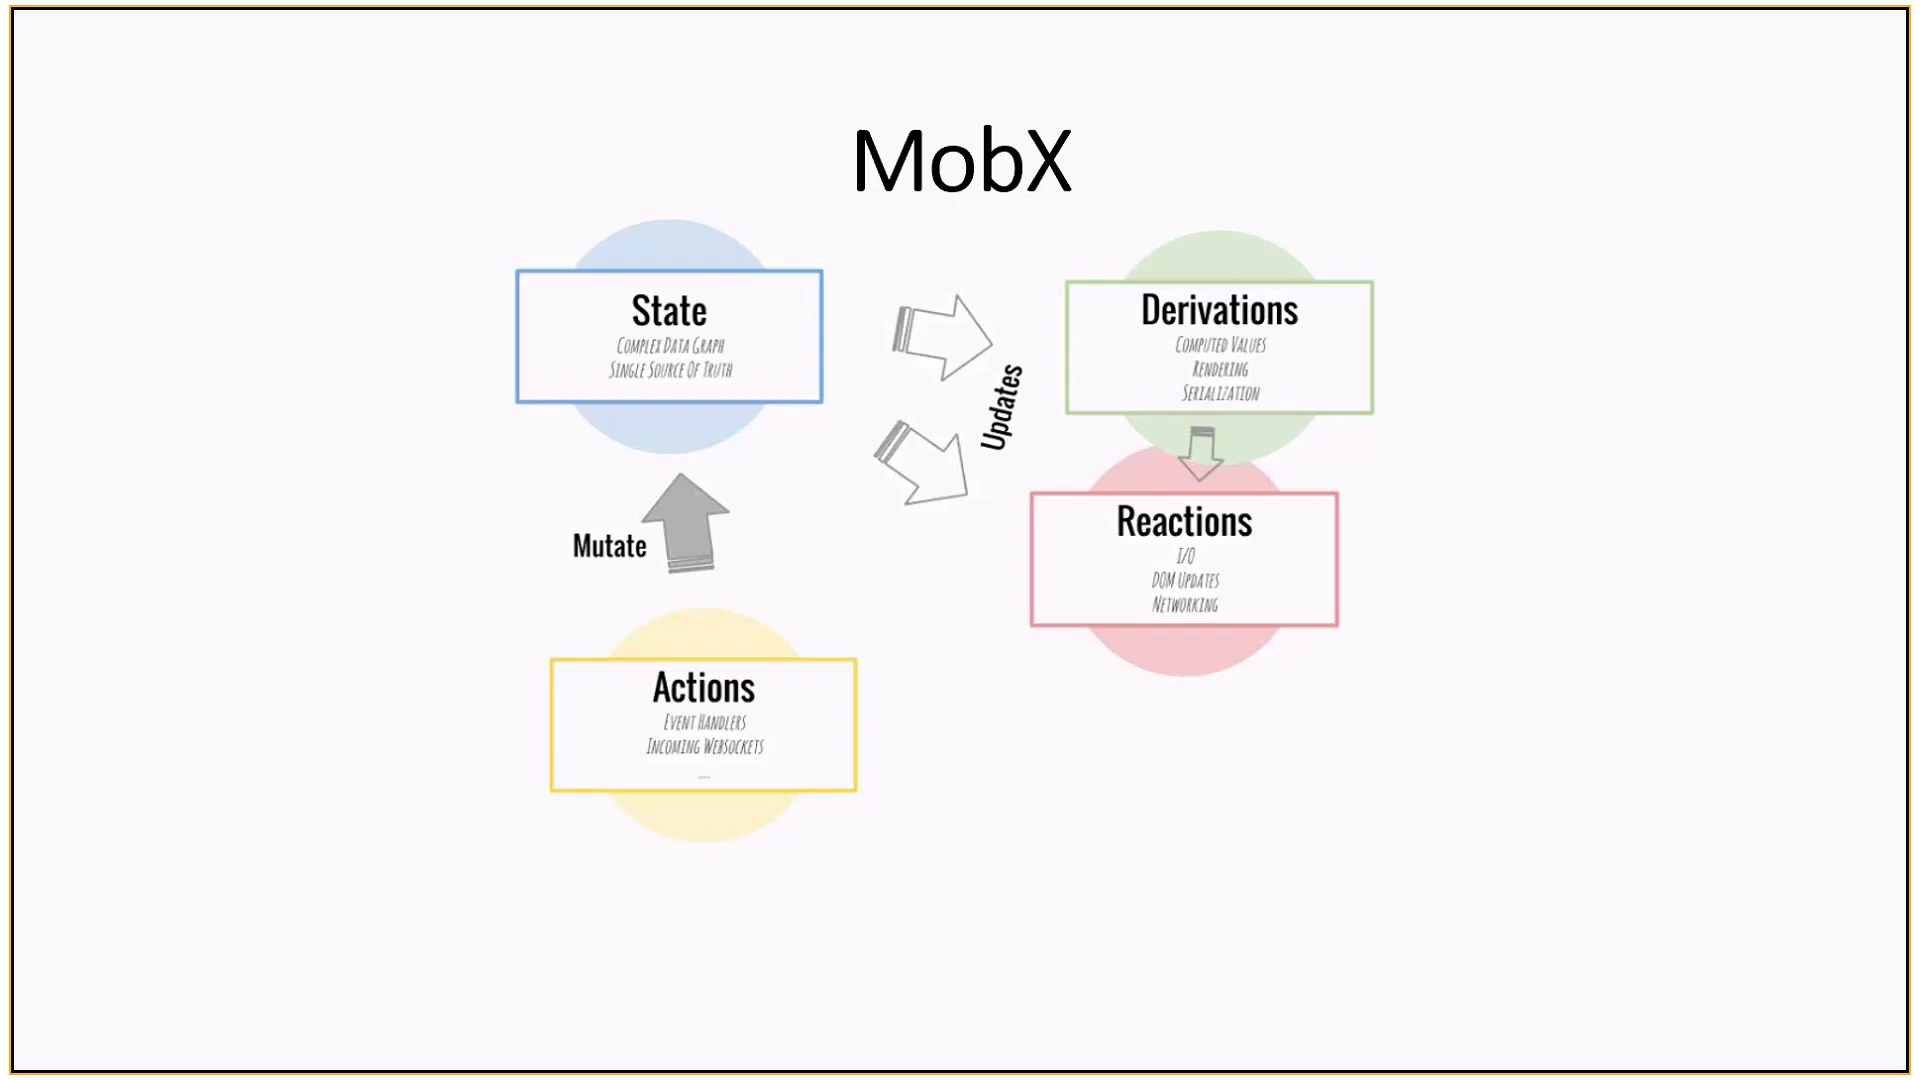 MobX
State
Complex Data Graph
Single Source Of Truth
Updates
Derivations
Computed Values
Rendering
Serialization
Mutate
Reactions
I/O
DOM Updates
Networking
Actions
Event Handlers
Incoming Websockets
....